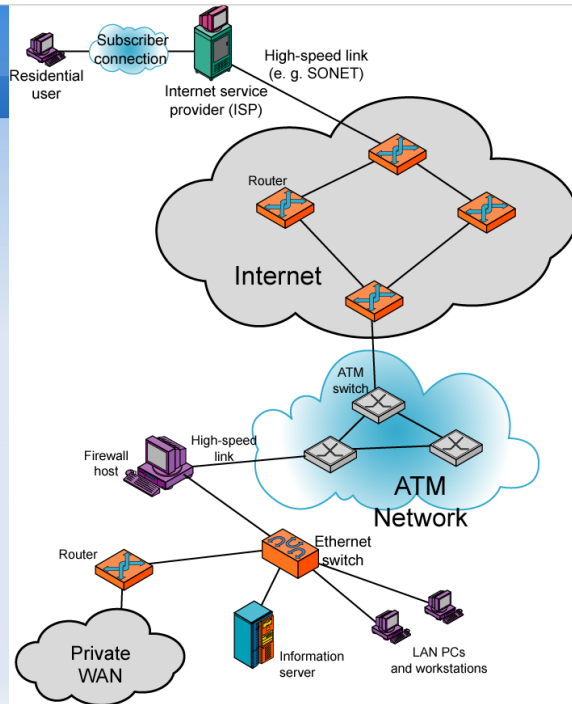 Subscriber
connection
Residential
user
Internet service
provider (ISP)
High-speed link
(e. g. SONET)
Router
Internet
ATM
switch
High-speed
link
Firewall
host
ATM
Network
Ethernet
switch
Router
Private
WAN
Information
server
LAN PCs
and workstations